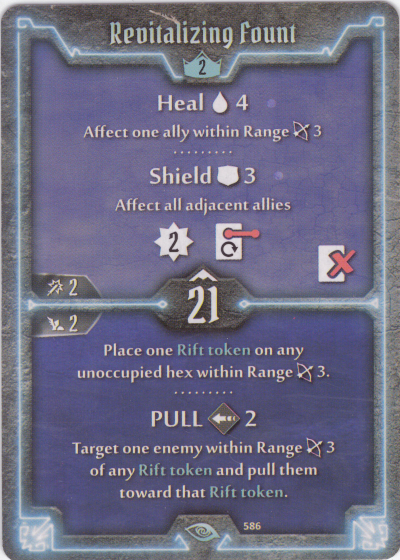 Revitalizing Fount
2
Heal 4
Affect one ally within Range 3
Shield 3
Affect all adjacent allies
2
2
21
2
Place one Rift token on any
unoccupied hex within Range 3.
PULL 2
Target one enemy within Range 3
of any Rift token and pull them
toward that Rift token.
586